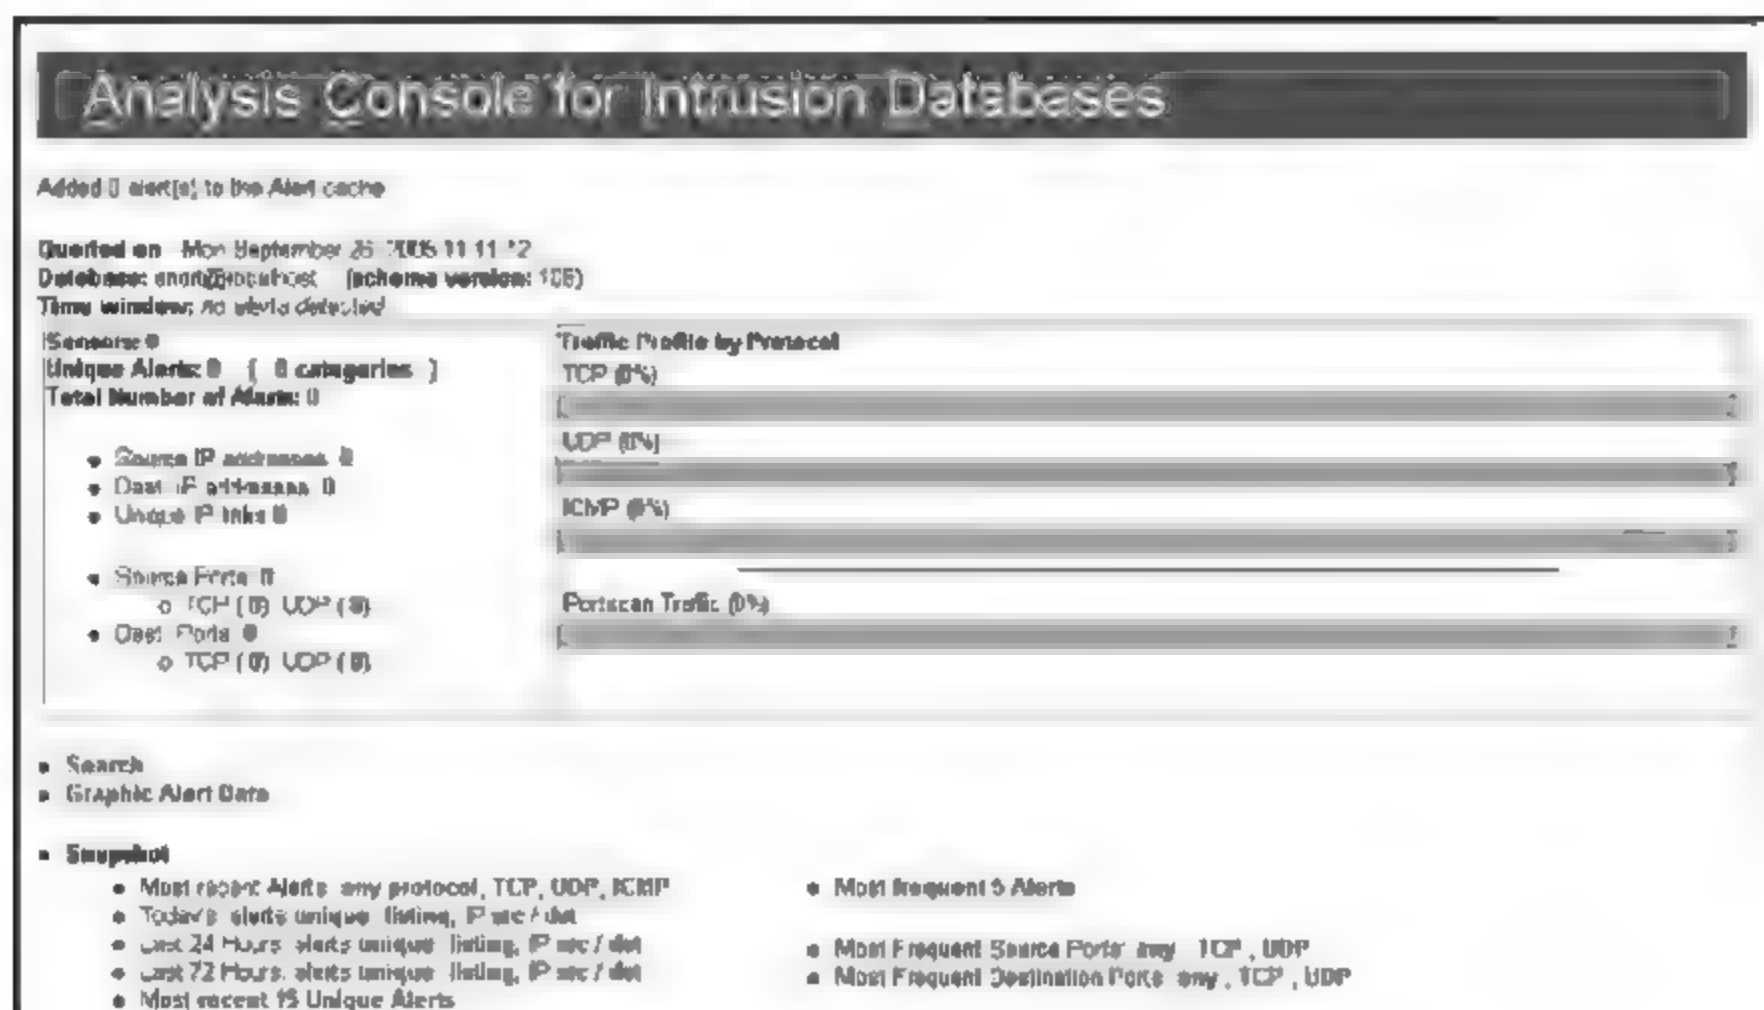 Analysis Console for Intrusion Databases
Added 0 alert(s) to the Alert cache
Queried on Mon September 26 2005 11 11 12
Database: @localhost (schema version: 106)
Time window: no alerts detected
Sensors: 0
Unique Alerts: 0 ( 0 categories )
Total Number of Alerts: 0
Source IP addresses 0
Dest IP addresses 0
Unique IP links 0
Source Ports 0
TCP ( 0) UDP ( 0)
Dest Ports 0
TCP ( 0) UDP ( 0)
Traffic Profile by Protocol
TCP (0%)
UDP (0%)
ICMP (0%)
Portscan Traffic (0%)
Search
Graphic Alert Data
Snapshot
Most recent Alerts any protocol, TCP, UDP, ICMP
Today's alerts unique listing, IP src / dst
Last 24 Hours alerts unique listing, IP src / dst
Last 72 Hours. alerts unique listing, IP src / dst
Most recent 15 Unique Alerts
Most frequent 5 Alerts
Most Frequent Source Ports any TCP , UDP
Most Frequent Destination Ports any , TCP , UDP